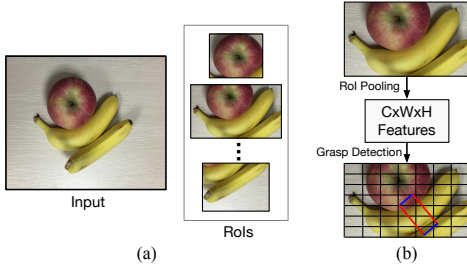 Input
RoIs
(a)
RoI Pooling
CxWxH
Features
Grasp Detection
(b)